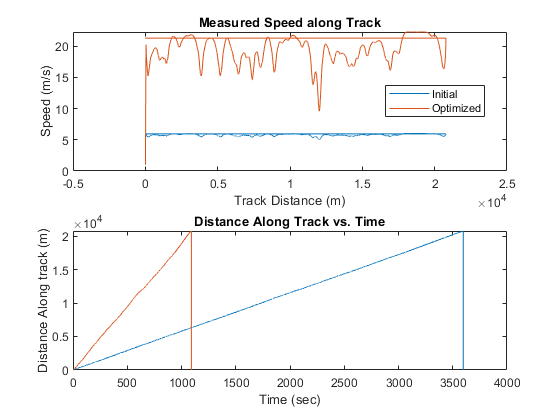 Measured Speed along Track
20
15
10
5
0
Speed (m/s)
Initial
Optimized
-0.5 0 0.5 1 1.5 2 2.5
Track Distance (m)
×10^4
Distance Along Track vs. Time
×10^4
2
1.5
1
0.5
0
Distance Along track (m)
0 500 1000 1500 2000 2500 3000 3500 4000
Time (sec)